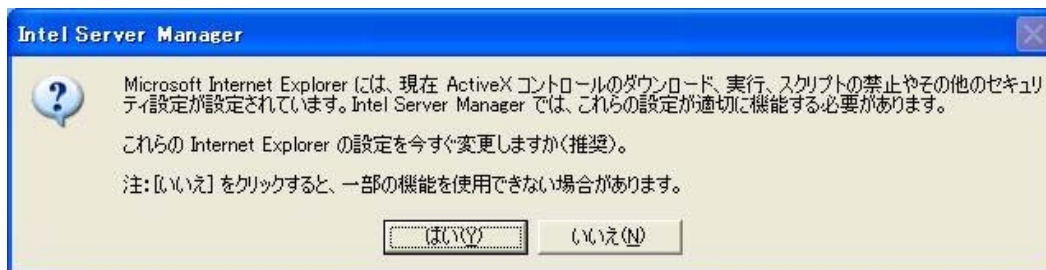 Intel Server Manager
Microsoft Internet Explorer には、現在 ActiveX コントロールのダウンロード、実行、スクリプトの禁止やその他のセキュリ
ティ設定が設定されています。Intel Server Manager では、これらの設定が適切に機能する必要があります。
これらの Internet Explorer の設定を今すぐ変更しますか(推奨)。
注:[いいえ] をクリックすると、一部の機能を使用できない場合があります。
はい(Y)
いいえ(N)